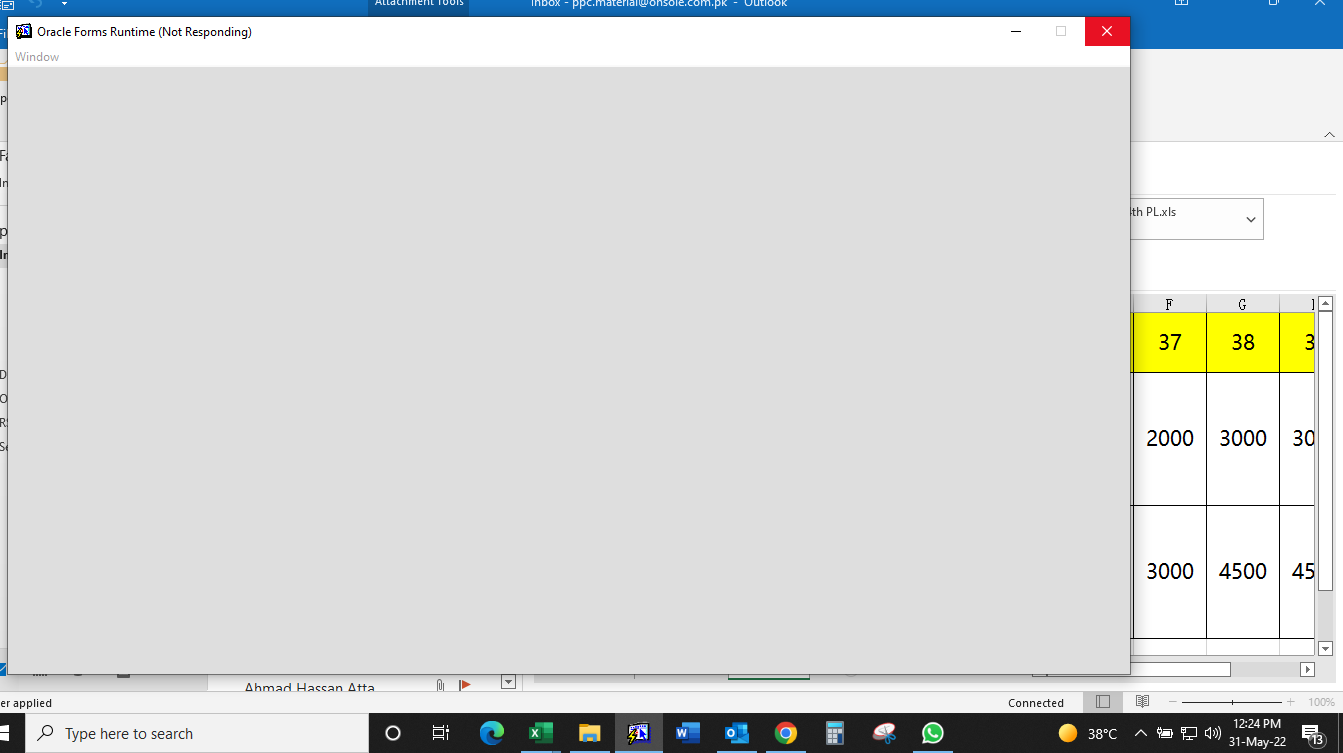 Attachment Tools
Inbox - ppc.material@onsole.com.pk - Outlook
Oracle Forms Runtime (Not Responding)
Window
th PL.xls
F G
37 38 3
2000 3000 30
3000 4500 45
Ahmad Hassan Atta
er applied
Connected
100%
Type here to search
38°C
12:24 PM
31-May-22
13